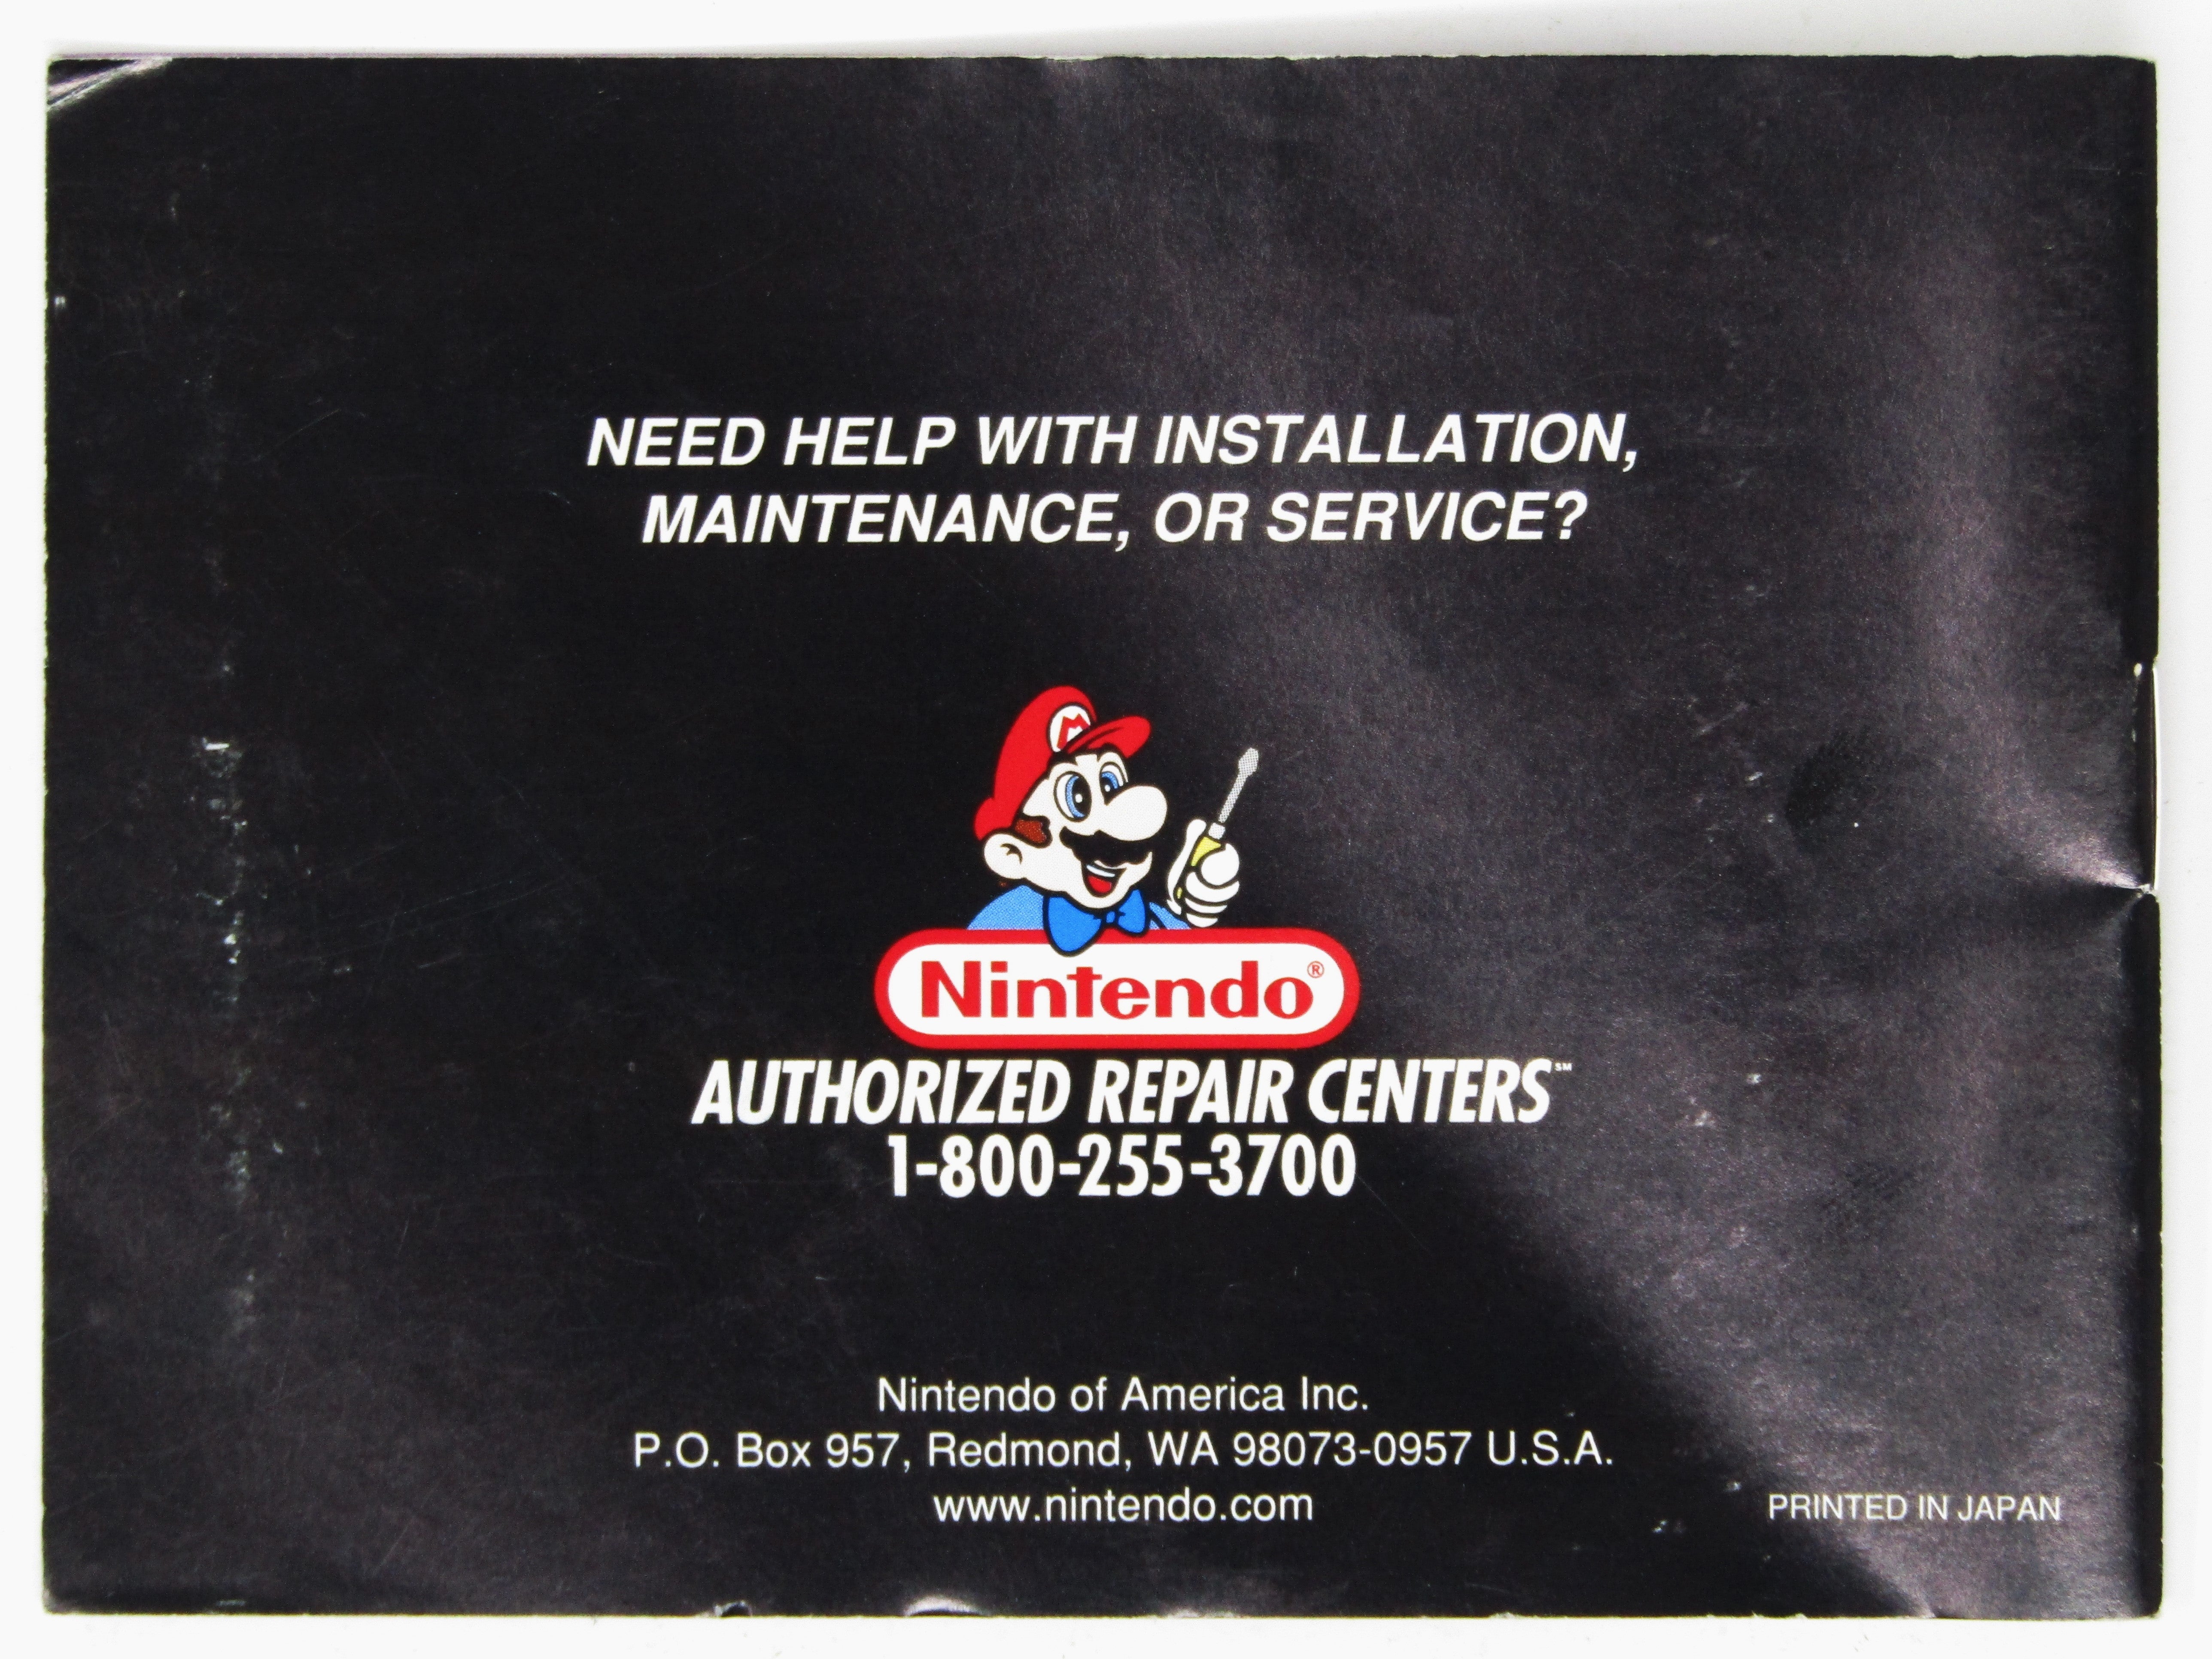 NEED HELP WITH INSTALLATION,
MAINTENANCE, OR SERVICE?
M
Nintendo®
AUTHORIZED REPAIR CENTERS℠
1-800-255-3700
Nintendo of America Inc.
P.O. Box 957, Redmond, WA 98073-0957 U.S.A.
www.nintendo.com
PRINTED IN JAPAN